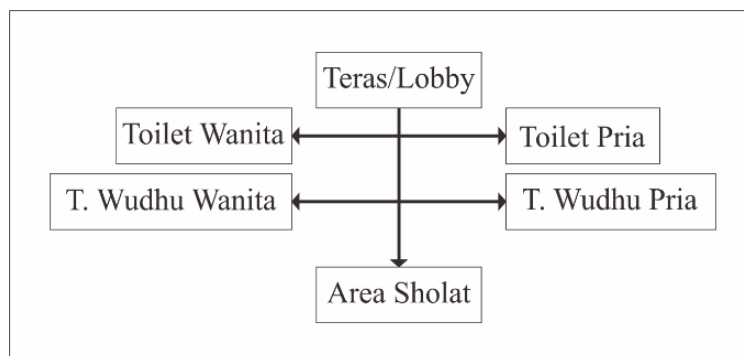 Teras/Lobby
Toilet Wanita
Toilet Pria
T. Wudhu Wanita
T. Wudhu Pria
Area Sholat